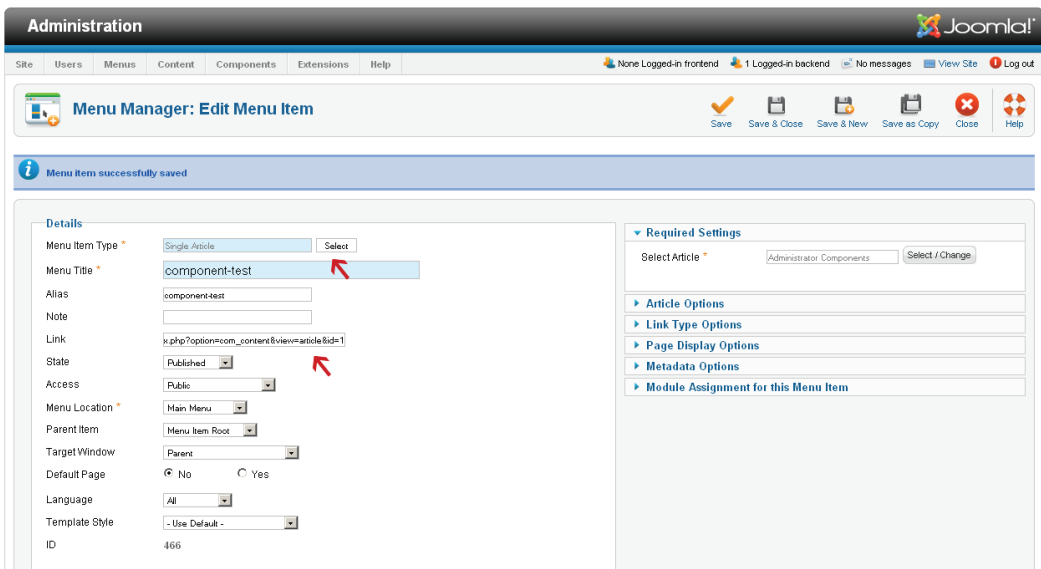 Administration
Joomla!
Site Users Menus Content Components Extensions Help None Logged-in frontend 1 Logged-in backend No messages View Site Log out
Menu Manager: Edit Menu Item
Save Save & Close Save & New Save as Copy Close Help
Menu item successfully saved
Details
Menu Item Type * Single Article Select
Menu Title * component-test
Alias component-test
Note
Link x.php?option=com_content&view=article&id=1
State Published
Access Public
Menu Location * Main Menu
Parent Item Menu Item Root
Target Window Parent
Default Page No Yes
Language All
Template Style - Use Default -
ID 466
Required Settings
Select Article * Administrator Components Select / Change
Article Options
Link Type Options
Page Display Options
Metadata Options
Module Assignment for this Menu Item